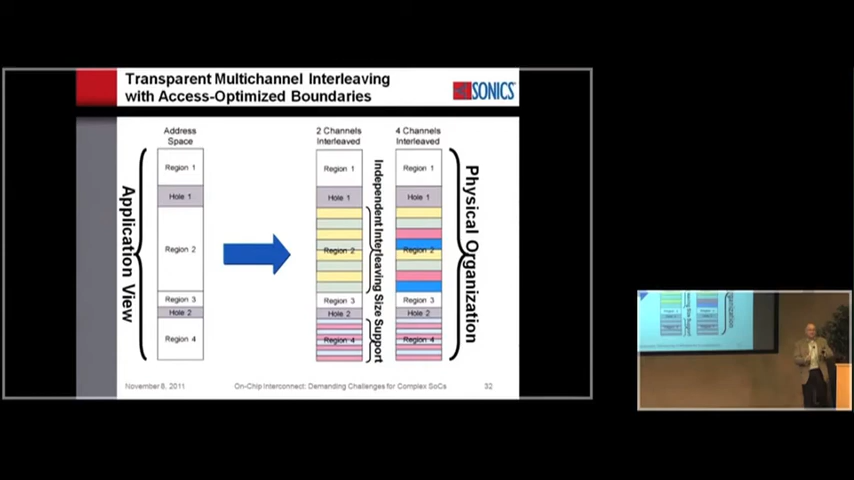 Transparent Multichannel Interleaving
with Access-Optimized Boundaries
SONICS
Address
Space
2 Channels
Interleaved
4 Channels
Interleaved
Application View
Region 1
Hole 1
Region 2
Region 3
Hole 2
Region 4
Region 1
Hole 1
Region 2
Region 3
Hole 2
Region 4
Independent Interleaving Size Support
Region 1
Hole 1
Region 2
Region 3
Hole 2
Region 4
Physical Organization
November 8, 2011
On-Chip Interconnect: Demanding Challenges for Complex SoCs
32